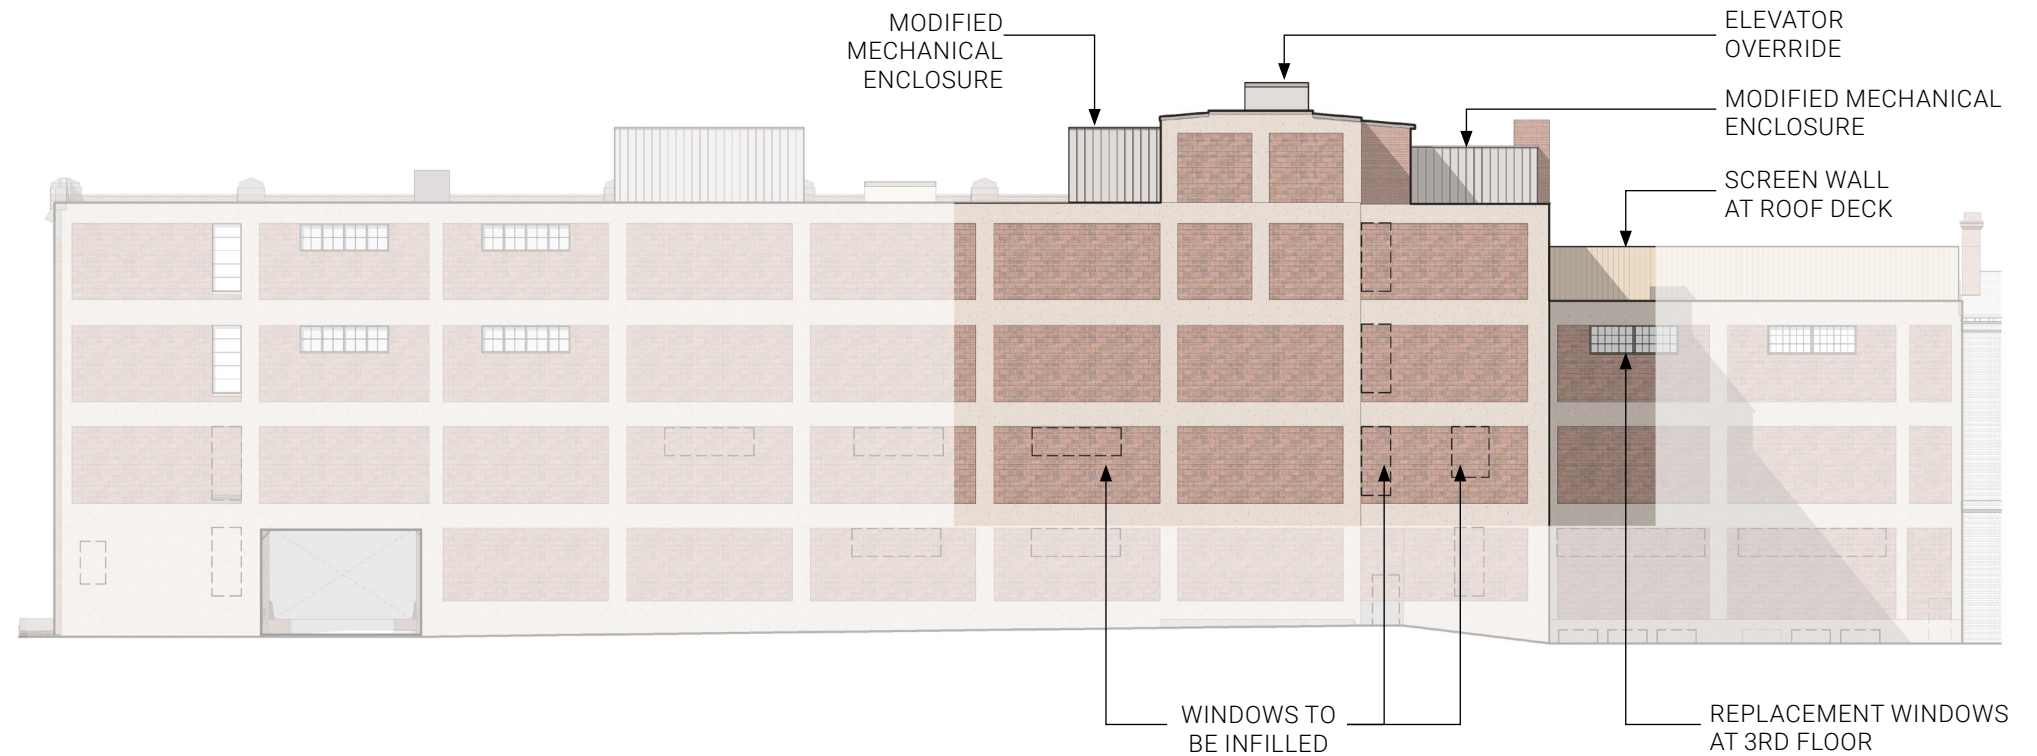 MODIFIED
MECHANICAL
ENCLOSURE
ELEVATOR
OVERRIDE
MODIFIED MECHANICAL
ENCLOSURE
SCREEN WALL
AT ROOF DECK
WINDOWS TO
BE INFILLED
REPLACEMENT WINDOWS
AT 3RD FLOOR